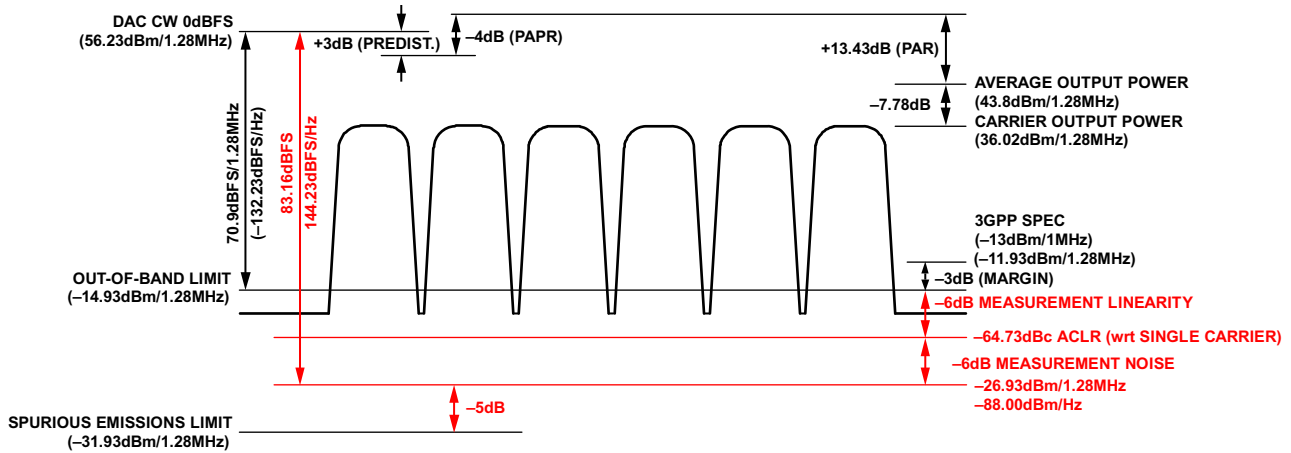 DAC CW 0dBFS
(56.23dBm/1.28MHz)
+3dB (PREDIST.)
–4dB (PAPR)
+13.43dB (PAR)
AVERAGE OUTPUT POWER
(43.8dBm/1.28MHz)
–7.78dB
CARRIER OUTPUT POWER
(36.02dBm/1.28MHz)
70.9dBFS/1.28MHz
(–132.23dBFS/Hz)
83.16dBFS
144.23dBFS/Hz
3GPP SPEC
(–13dBm/1MHz)
(–11.93dBm/1.28MHz)
–3dB (MARGIN)
OUT-OF-BAND LIMIT
(–14.93dBm/1.28MHz)
–6dB MEASUREMENT LINEARITY
–64.73dBc ACLR (wrt SINGLE CARRIER)
–6dB MEASUREMENT NOISE
–26.93dBm/1.28MHz
–88.00dBm/Hz
–5dB
SPURIOUS EMISSIONS LIMIT
(–31.93dBm/1.28MHz)